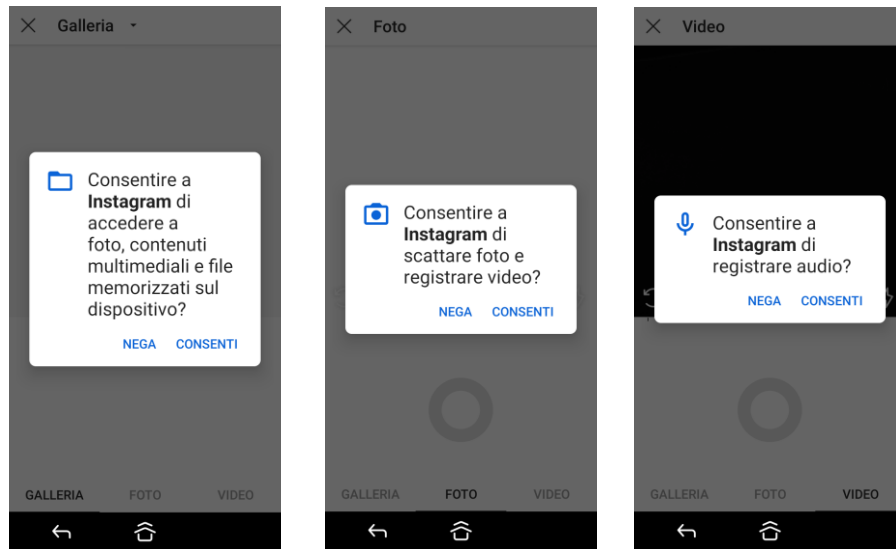 Galleria
Consentire a
Instagram di
accedere a
foto, contenuti
multimediali e file
memorizzati sul
dispositivo?
NEGA CONSENTI
GALLERIA FOTO VIDEO
Foto
Consentire a
Instagram di
scattare foto e
registrare video?
NEGA CONSENTI
GALLERIA FOTO VIDEO
Video
Consentire a
Instagram di
registrare audio?
NEGA CONSENTI
GALLERIA FOTO VIDEO